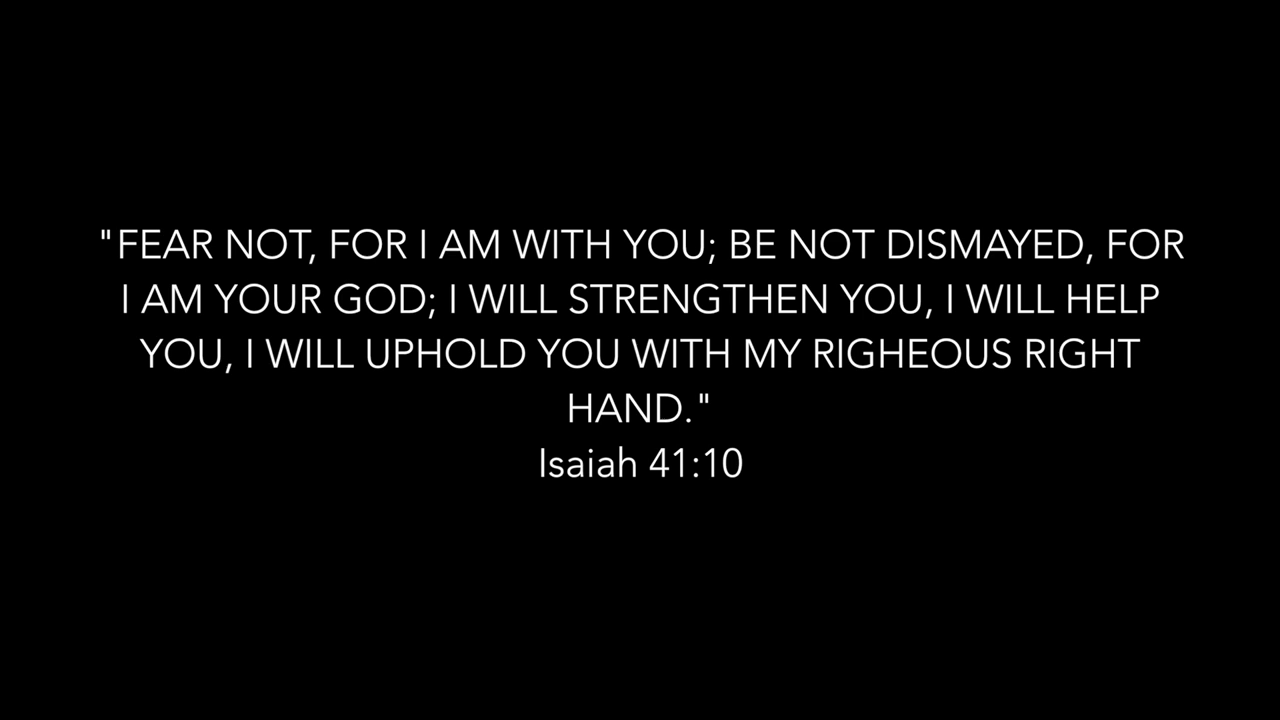 "FEAR NOT, FOR I AM WITH YOU; BE NOT DISMAYED, FOR
I AM YOUR GOD; I WILL STRENGTHEN YOU, I WILL HELP
YOU, I WILL UPHOLD YOU WITH MY RIGHEOUS RIGHT
HAND."
Isaiah 41:10